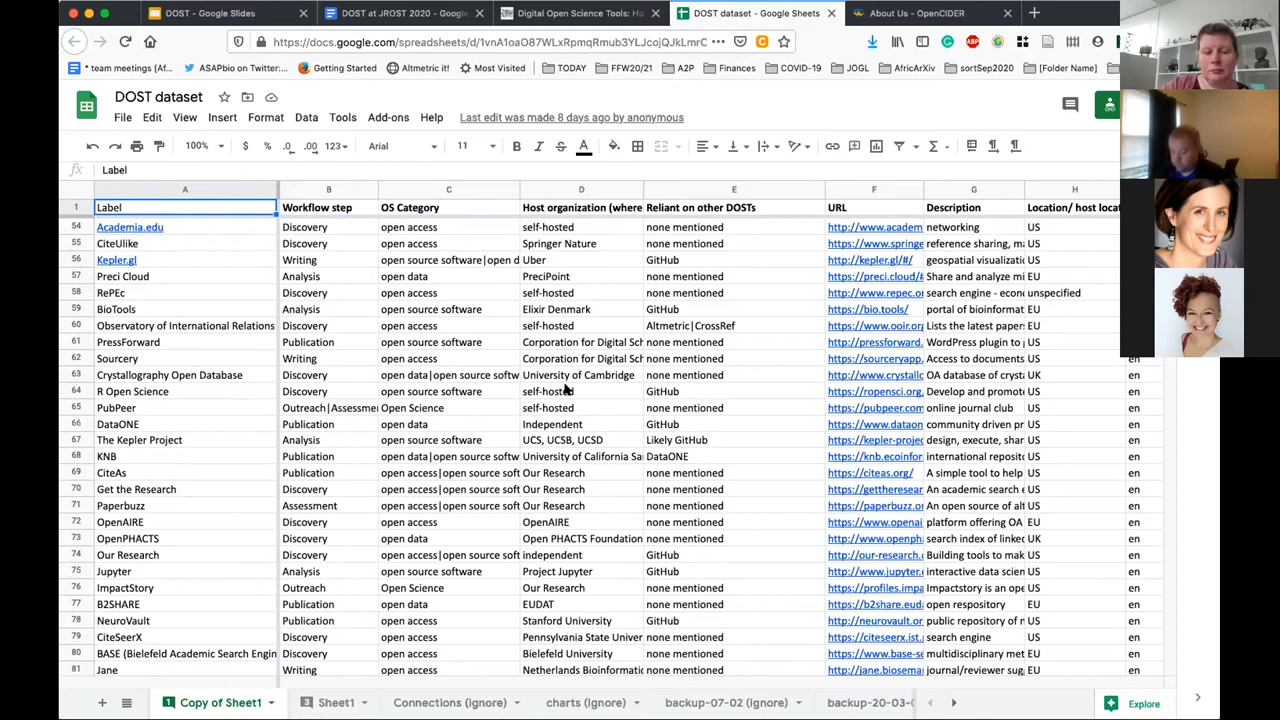 DOST - Google Slides
DOST at JROST 2020 - Google
Digital Open Science Tools: Ho
DOST dataset - Google Sheets
About Us - OpenCIDER
https://docs.google.com/spreadsheets/d/1vnA1oaO87WLxRpmqRmub3YLJcojQJkLmrC
* team meetings [Af... ASAPbio on Twitter:... Getting Started Altmetric it! Most Visited TODAY FFW20/21 A2P Finances COVID-19 JOGL AfricArXiv sortSep2020 [Folder Name]
DOST dataset
File Edit View Insert Format Data Tools Add-ons Help Last edit was made 8 days ago by anonymous
100% $ % .0 .00 123 Arial 11 B I S A
fx Label
A B C D E F G H
1 Label Workflow step OS Category Host organization (where Reliant on other DOSTs URL Description Location/ host locat
54 Academia.edu Discovery open access self-hosted none mentioned http://www.academ networking US
55 CiteUlike Discovery open access Springer Nature none mentioned https://www.springe reference sharing, ma US
56 Kepler.gl Writing open source software|open d Uber GitHub https://kepler.gl/#/ geospatial visualizatio US
57 Preci Cloud Analysis open data PreciPoint none mentioned https://preci.cloud/# Share and analyze mi EU
58 RePEc Discovery open access self-hosted none mentioned http://www.repec.or search engine - econo unspecified
59 BioTools Analysis open source software Elixir Denmark GitHub https://bio.tools/ portal of bioinformat EU
60 Observatory of International Relations Discovery open access self-hosted Altmetric|CrossRef http://www.ooir.org Lists the latest papers EU
61 PressForward Publication open source software Corporation for Digital Sch GitHub http://pressforward. WordPress plugin to US
62 Sourcery Writing open access Corporation for Digital Sch none mentioned https://sourceryapp. Access to documents US en
63 Crystallography Open Database Discovery open data|open source softw University of Cambridge none mentioned http://www.crystallo OA database of crysta UK en
64 R Open Science Discovery open source software self-hosted GitHub https://ropensci.org, Develop and promote US en
65 PubPeer Outreach|Assessmen Open Science self-hosted none mentioned https://pubpeer.com online journal club US en
66 DataONE Publication open data Independent GitHub https://www.dataon community driven pr US en
67 The Kepler Project Analysis open source software UCS, UCSB, UCSD Likely GitHub https://kepler-projec design, execute, shar US en
68 KNB Publication open data|open source softw University of California Sa DataONE https://knb.ecoinfor international reposito US en
69 CiteAs Publication open access|open source soft Our Research none mentioned https://citeas.org/ A simple tool to help US en
70 Get the Research Discovery open access|open source soft Our Research none mentioned https://gettheresear An academic search e US en
71 Paperbuzz Assessment open access|open source soft Our Research none mentioned https://paperbuzz.or An open source of alt US en
72 OpenAIRE Discovery open access OpenAIRE none mentioned https://www.openai platform offering OA EU en
73 OpenPHACTS Discovery open data Open PHACTS Foundation none mentioned https://www.openph search index of linked UK en
74 Our Research Discovery open access|open source soft independent GitHub http://our-research. Building tools to mak US en
75 Jupyter Analysis open source software Project Jupyter GitHub https://www.jupyter. interactive data scien US en
76 ImpactStory Outreach Open Science Our Research none mentioned https://profiles.impa Impactstory is an ope US en
77 B2SHARE Publication open data EUDAT none mentioned http://b2share.euda open respository EU en
78 NeuroVault Publication open data Stanford University GitHub http://neurovault.or public repository of n US en
79 CiteSeerX Discovery open access Pennsylvania State Univer none mentioned http://citeseerx.ist. search engine US en
80 BASE (Bielefeld Academic Search Engin Discovery open access Bielefeld University none mentioned http://www.base-se multidisciplinary met EU en
81 Jane Writing open access Netherlands Bioinformatic none mentioned http://jane.biosemar journal/reviewer sug EU en
1 Copy of Sheet1 3 Sheet1 Connections (ignore) charts (ignore) backup-07-02 (ignore) backup-20-03-0 Explore